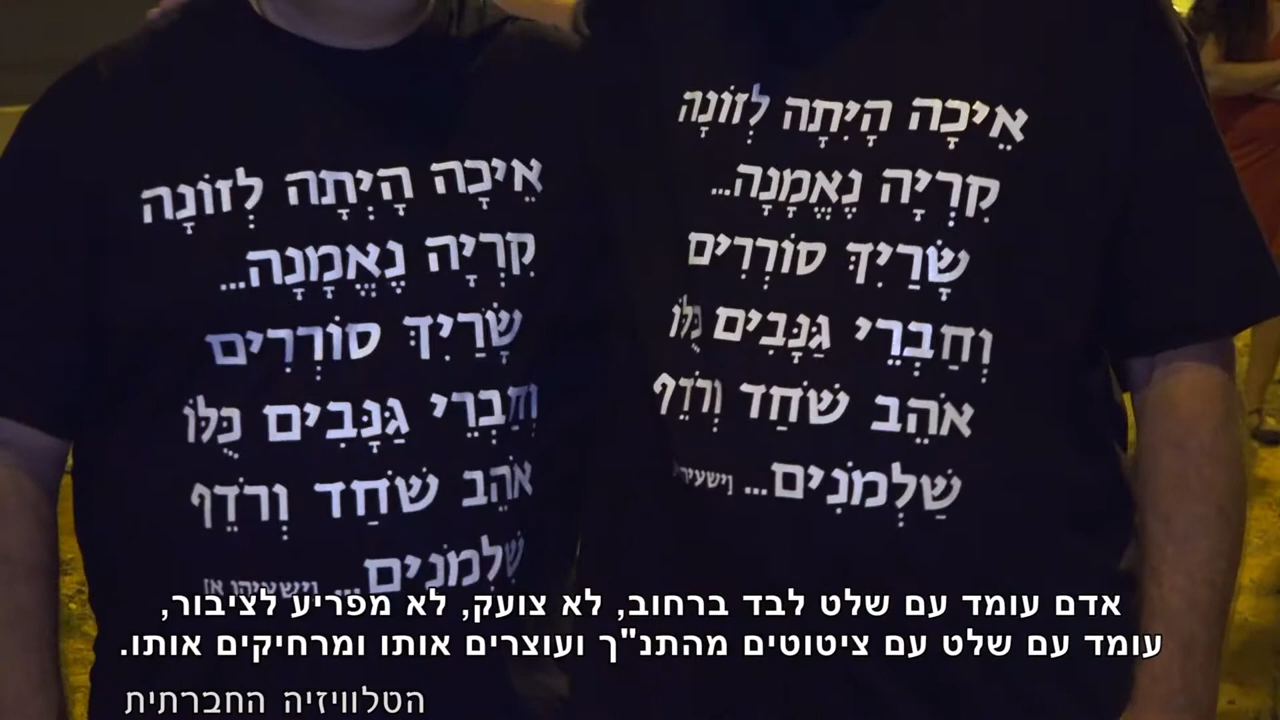 אֵיכָה הָיְתָה לְזוֹנָה
קִרְיָה נֶאֱמָנָה...
שָׂרַיִךְ סוֹרְרִים
וְחַבְרֵי גַּנָּבִים כֻּלּוֹ
אֹהֵב שֹׁחַד וְרֹדֵף
שַׁלְמֹנִים...
אֵיכָה הָיְתָה לְזוֹנָה
קִרְיָה נֶאֱמָנָה...
שָׂרַיִךְ סוֹרְרִים
וְחַבְרֵי גַּנָּבִים כֻּלּוֹ
אֹהֵב שֹׁחַד וְרֹדֵף
שַׁלְמֹנִים... [ישעיהו א]
אדם עומד עם שלט לבד ברחוב, לא צועק, לא מפריע לציבור,
עומד עם שלט עם ציטוטים מהתנ"ך ועוצרים אותו ומרחיקים אותו.
הטלוויזיה החברתית